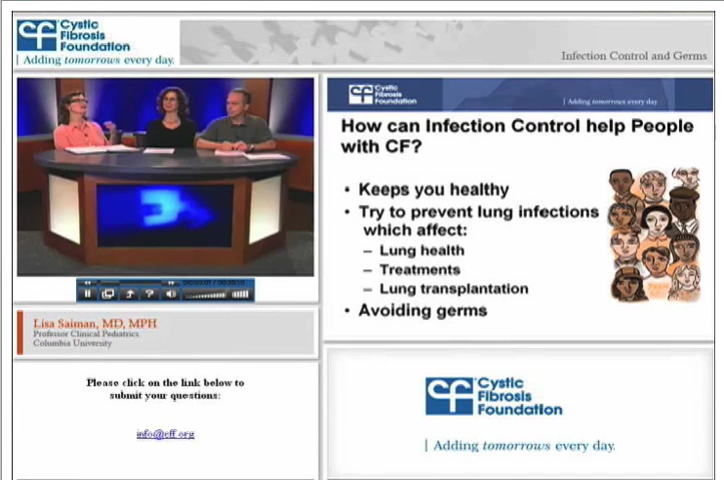 Cystic
Fibrosis
Foundation
Adding tomorrows every day.
Infection Control and Germs
Lisa Saiman, MD, MPH
Professor Clinical Pediatrics
Columbia University
Please click on the link below to
submit your questions:
info@cff.org
Cystic
Fibrosis
Foundation
Adding tomorrows every day
How can Infection Control help People
with CF?
• Keeps you healthy
• Try to prevent lung infections
which affect:
– Lung health
– Treatments
– Lung transplantation
• Avoiding germs
Cystic
Fibrosis
Foundation
Adding tomorrows every day.